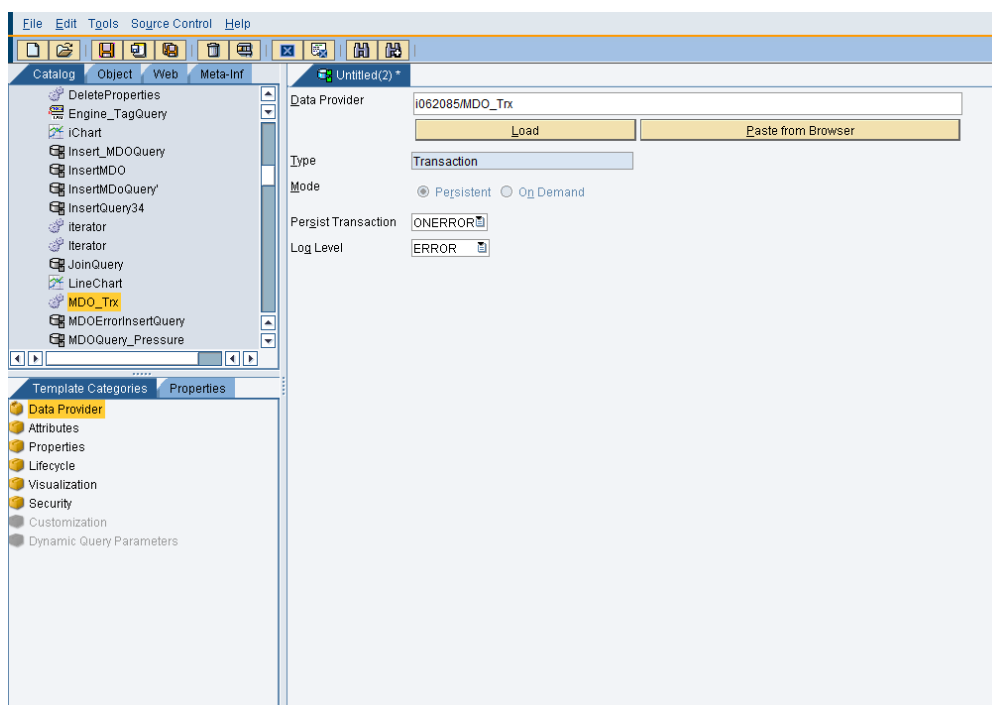 File Edit Tools Source Control Help
Catalog Object Web Meta-Inf
DeleteProperties
Engine_TagQuery
iChart
Insert_MDOQuery
InsertMDO
InsertMDoQuery'
InsertQuery34
iterator
Iterator
JoinQuery
LineChart
MDO_Trx
MDOErrorInsertQuery
MDOQuery_Pressure
Template Categories Properties
Data Provider
Attributes
Properties
Lifecycle
Visualization
Security
Customization
Dynamic Query Parameters
Untitled(2) *
Data Provider i062085/MDO_Trx
Load Paste from Browser
Type Transaction
Mode Persistent On Demand
Persist Transaction ONERROR
Log Level ERROR